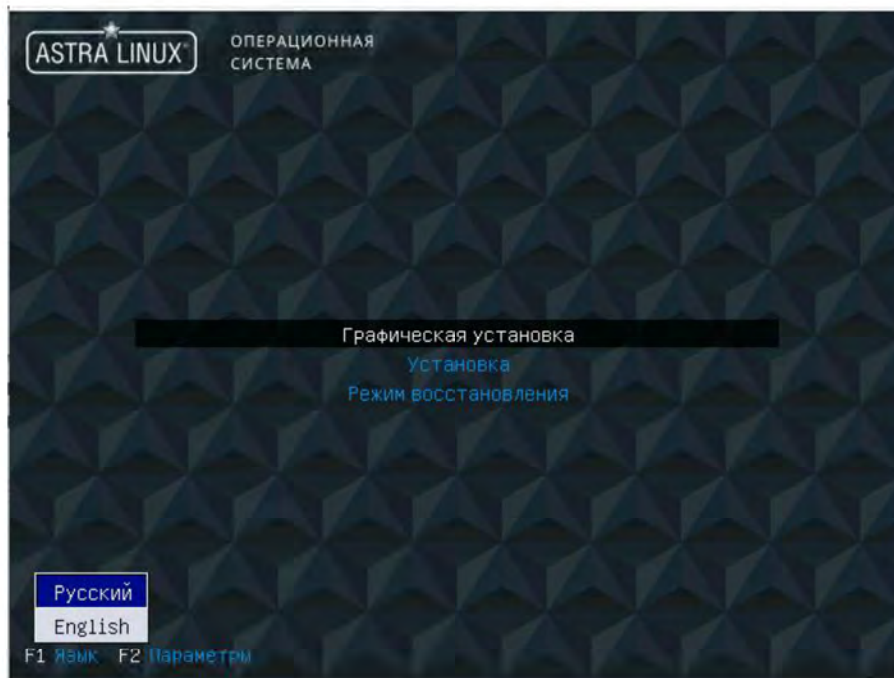 ASTRA LINUX
ОПЕРАЦИОННАЯ
СИСТЕМА
Графическая установка
Установка
Режим восстановления
Русский
English
F1 Язык F2 Параметры